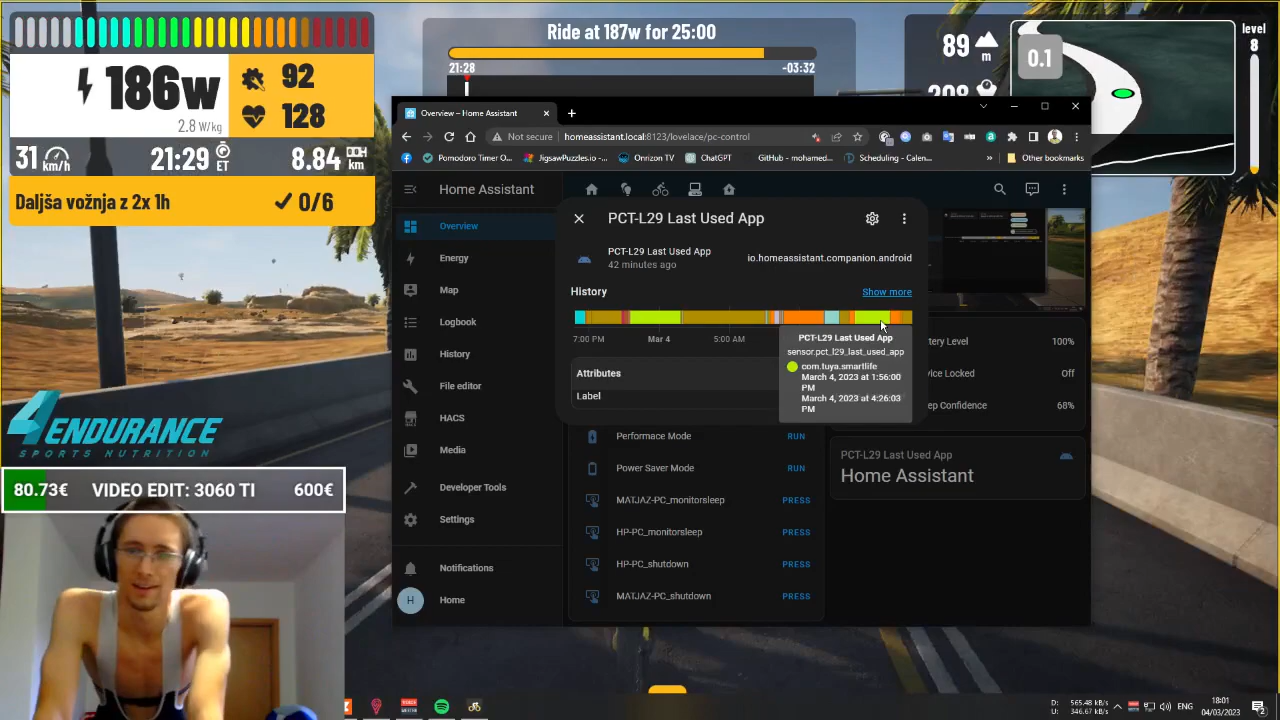 Ride at 187w for 25:00
21:28
-03:32
186w
2.8 W/kg
92
128
31 km/h
21:29 ET
8.84 km
Daljša vožnja z 2x 1h
0/6
89
0.1
level
8
Overview – Home Assistant
Not secure
homeassistant.local:8123/lovelace/pc-control
Pomodoro Timer O...
JigsawPuzzles.io -...
Onrizon TV
ChatGPT
GitHub - mohamed...
Scheduling - Calen...
»
Other bookmarks
Home Assistant
Overview
Energy
Map
Logbook
History
File editor
HACS
Media
Developer Tools
Settings
Notifications
H
Home
PCT-L29 Last Used App
PCT-L29 Last Used App
42 minutes ago
io.homeassistant.companion.android
History
Show more
7:00 PM
Mar 4
5:00 AM
PCT-L29 Last Used App
sensor.pct_l29_last_used_app
com.tuya.smartlife
March 4, 2023 at 1:56:00
PM
March 4, 2023 at 4:26:03
PM
Attributes
Label
100%
Off
68%
Performace Mode
RUN
Power Saver Mode
RUN
MATJAZ-PC_monitorsleep
PRESS
HP-PC_monitorsleep
PRESS
HP-PC_shutdown
PRESS
MATJAZ-PC_shutdown
PRESS
PCT-L29 Last Used App
Home Assistant
4ENDURANCE
SPORTS NUTRITION
80.73€
VIDEO EDIT: 3060 TI
600€
D: 565.48 kB/s
U: 346.67 kB/s
ENG
18:01
04/03/2023